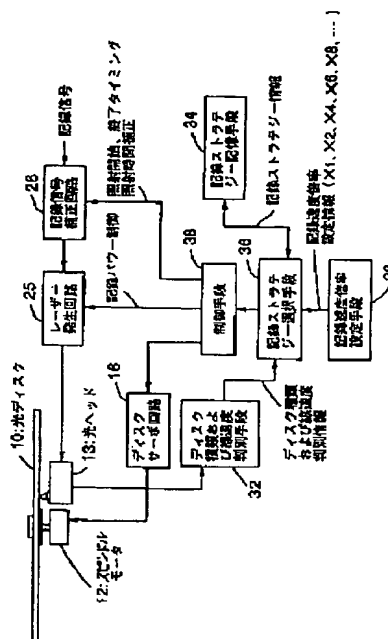 10:光ディスク
13:光ヘッド
12:スピンドル
モータ
25
レーザー
発生回路
26
記録信号
補正回路
記録信号
記録パワー制御
照射開始、終了タイミング
照射時間補正
16
ディスク
サーボ回路
38
制御手段
34
記録ストラテ
ジー記憶手段
記録ストラテジー情報
36
記録ストラテ
ジー選択手段
ディスク
種類およ
び線速度
判別手段
32
ディスク種類
および線速度
判別情報
記録速度倍率
設定情報(X1、X2、X4、X6、X8、…)
記録速度倍率
設定手段